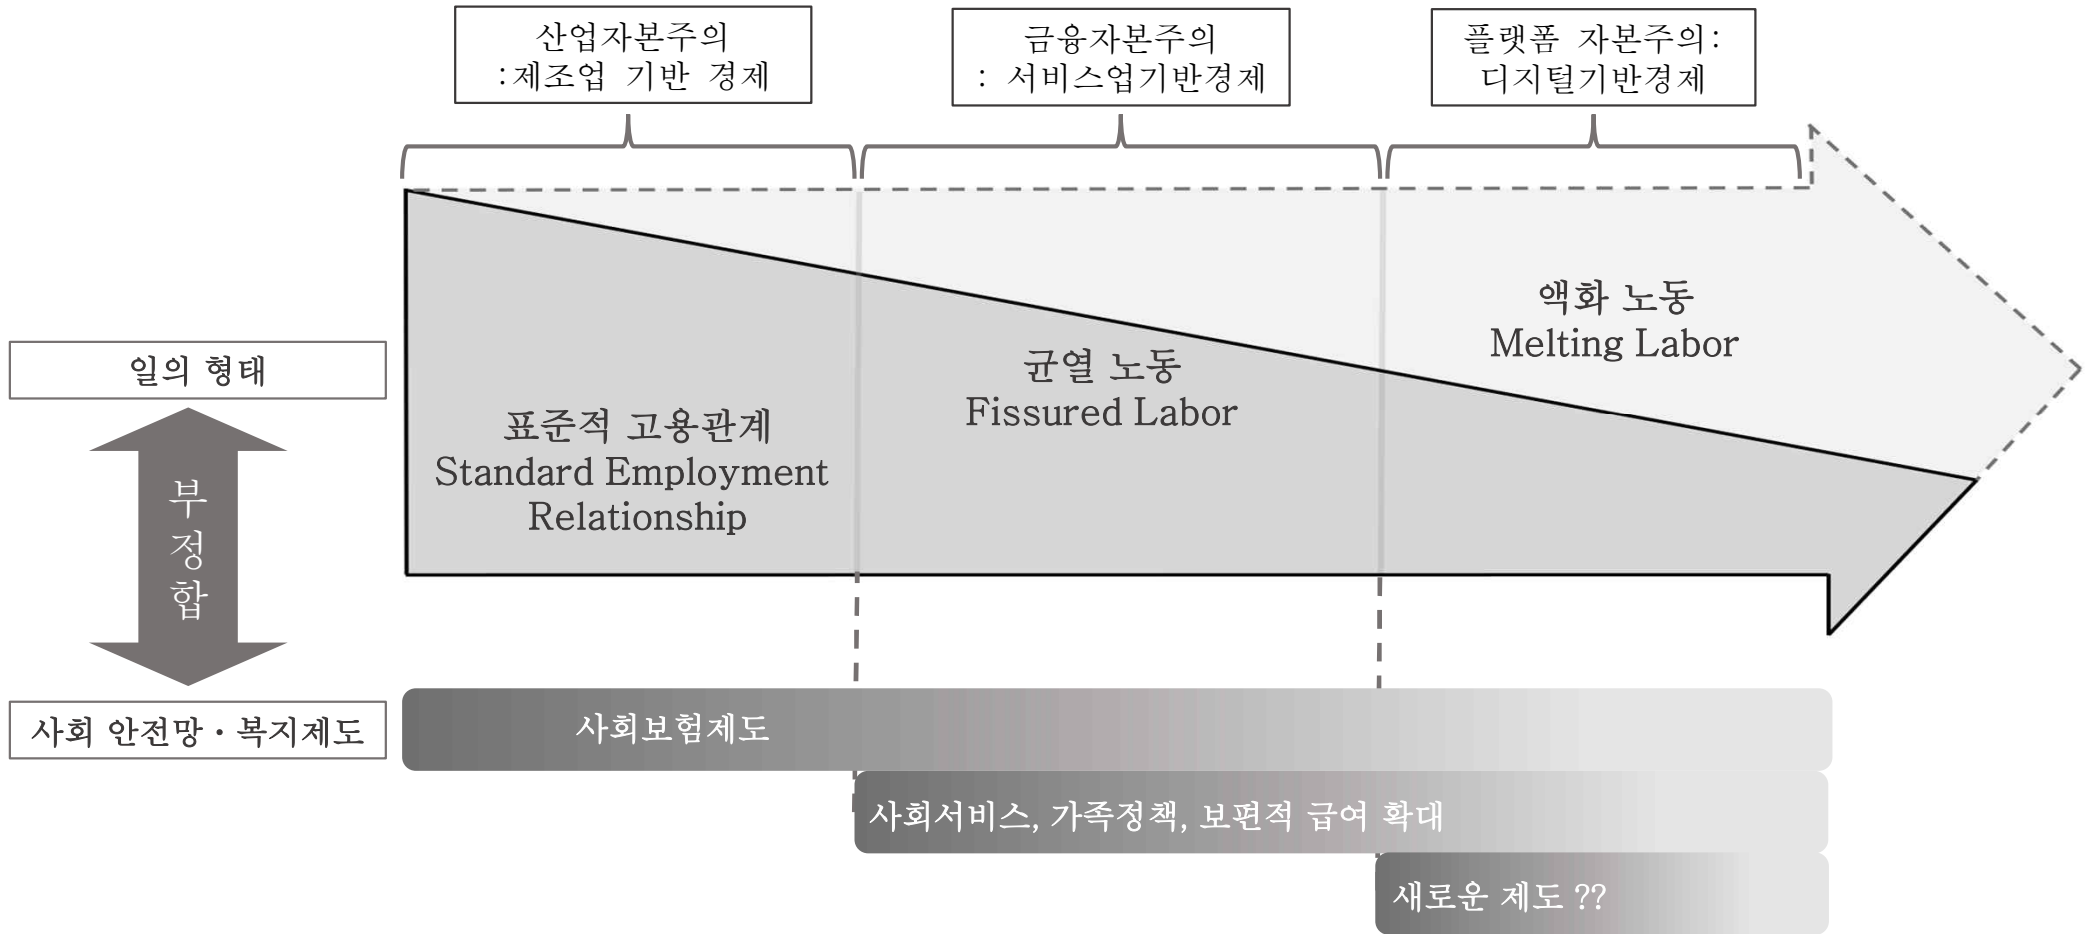 산업자본주의
:제조업 기반 경제
금융자본주의
: 서비스업기반경제
플랫폼 자본주의:
디지털기반경제
일의 형태
부
정
합
사회 안전망・복지제도
표준적 고용관계
Standard Employment
Relationship
균열 노동
Fissured Labor
액화 노동
Melting Labor
사회보험제도
사회서비스, 가족정책, 보편적 급여 확대
새로운 제도 ??